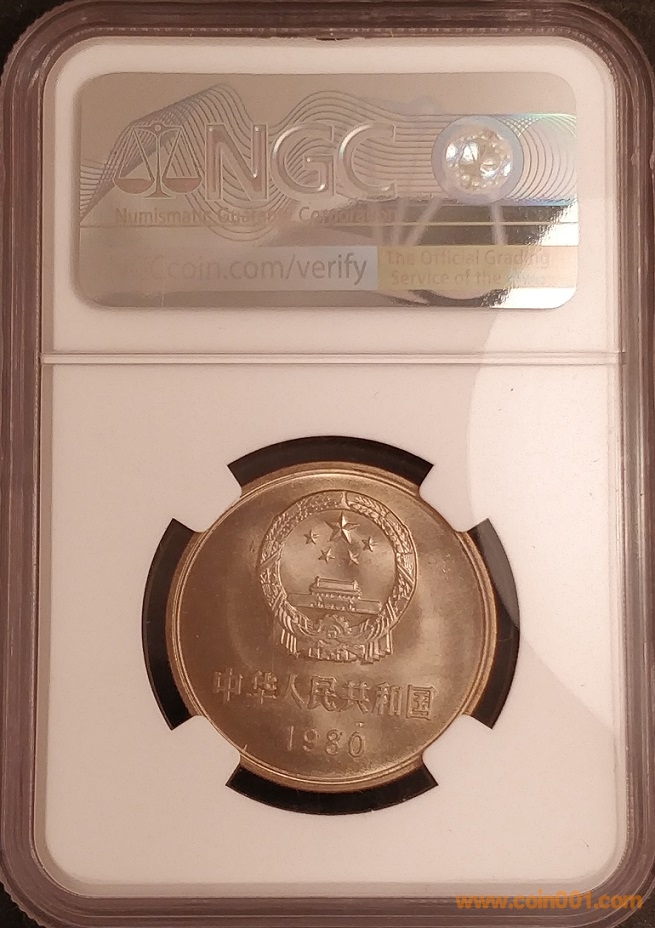 NGC
Numismatic Guaranty Corporation
Ccoin.com/verify
The Official Grading
Service of the
中华人民共和国
1980
www.coin001.com